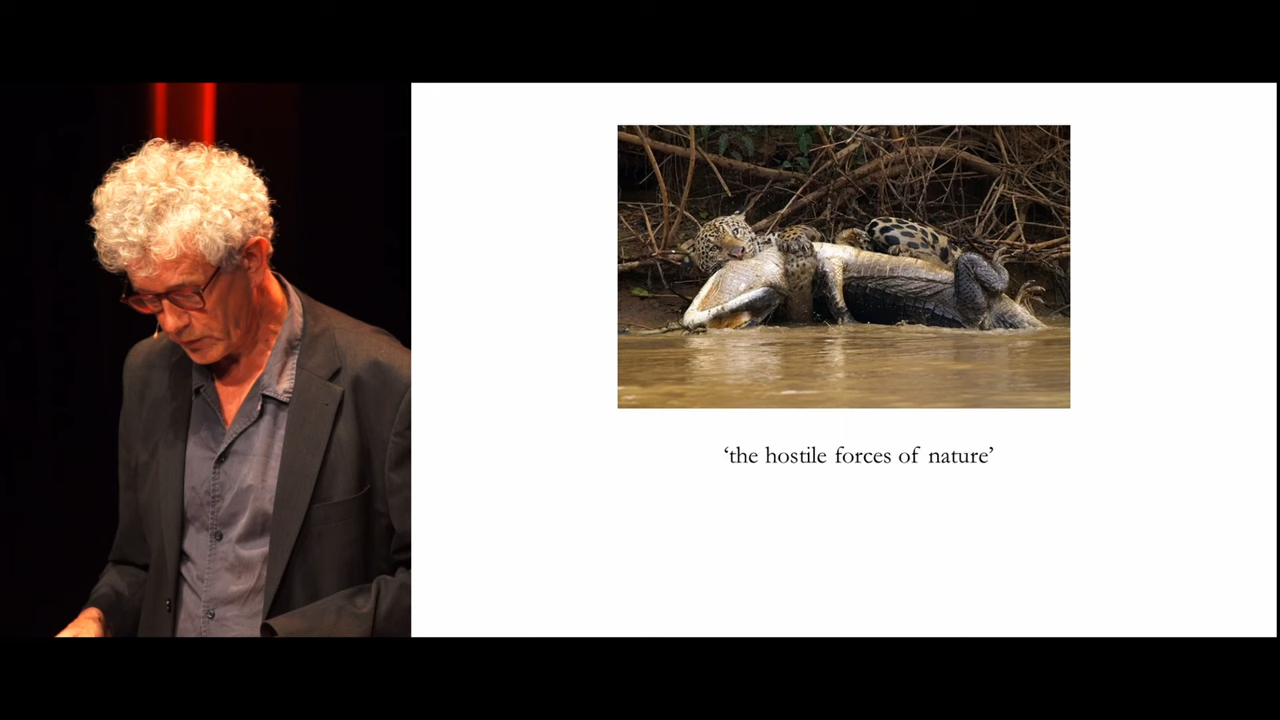 ‘the hostile forces of nature’